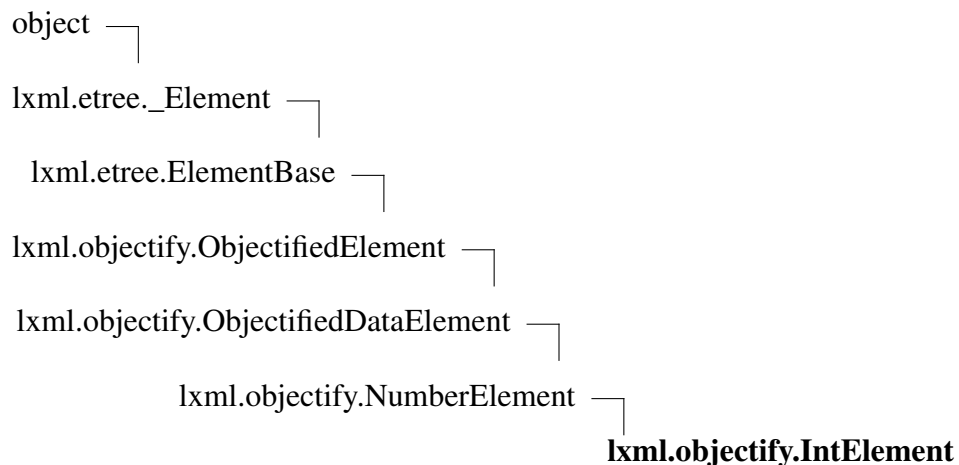 object
lxml.etree._Element
lxml.etree.ElementBase
lxml.objectify.ObjectifiedElement
lxml.objectify.ObjectifiedDataElement
lxml.objectify.NumberElement
lxml.objectify.IntElement